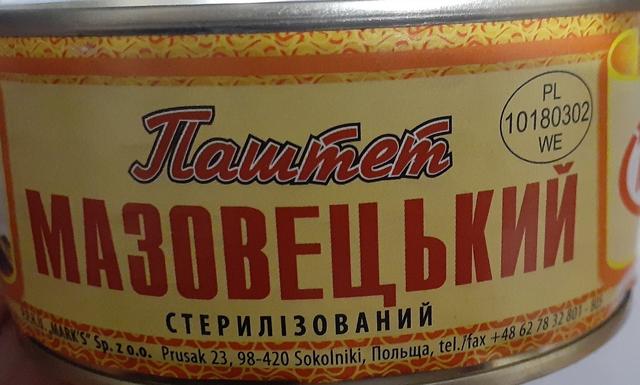 Паштет
PL
10180302
WE
МАЗОВЕЦЬКИЙ
СТЕРИЛІЗОВАНИЙ
"MARK'S" Sp. z o.o. Prusak 23, 98-420 Sokolniki, Польща, tel./fax +48 62 78 32 801